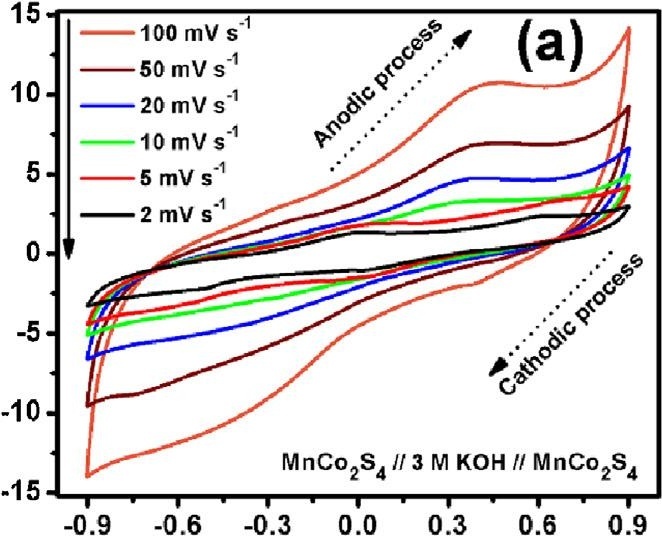 15
10
5
0
-5
-10
-15
100 mV s⁻¹
50 mV s⁻¹
20 mV s⁻¹
10 mV s⁻¹
5 mV s⁻¹
2 mV s⁻¹
Anodic process
(a)
Cathodic process
MnCo₂S₄ // 3 M KOH // MnCo₂S₄
-0.9 -0.6 -0.3 0.0 0.3 0.6 0.9